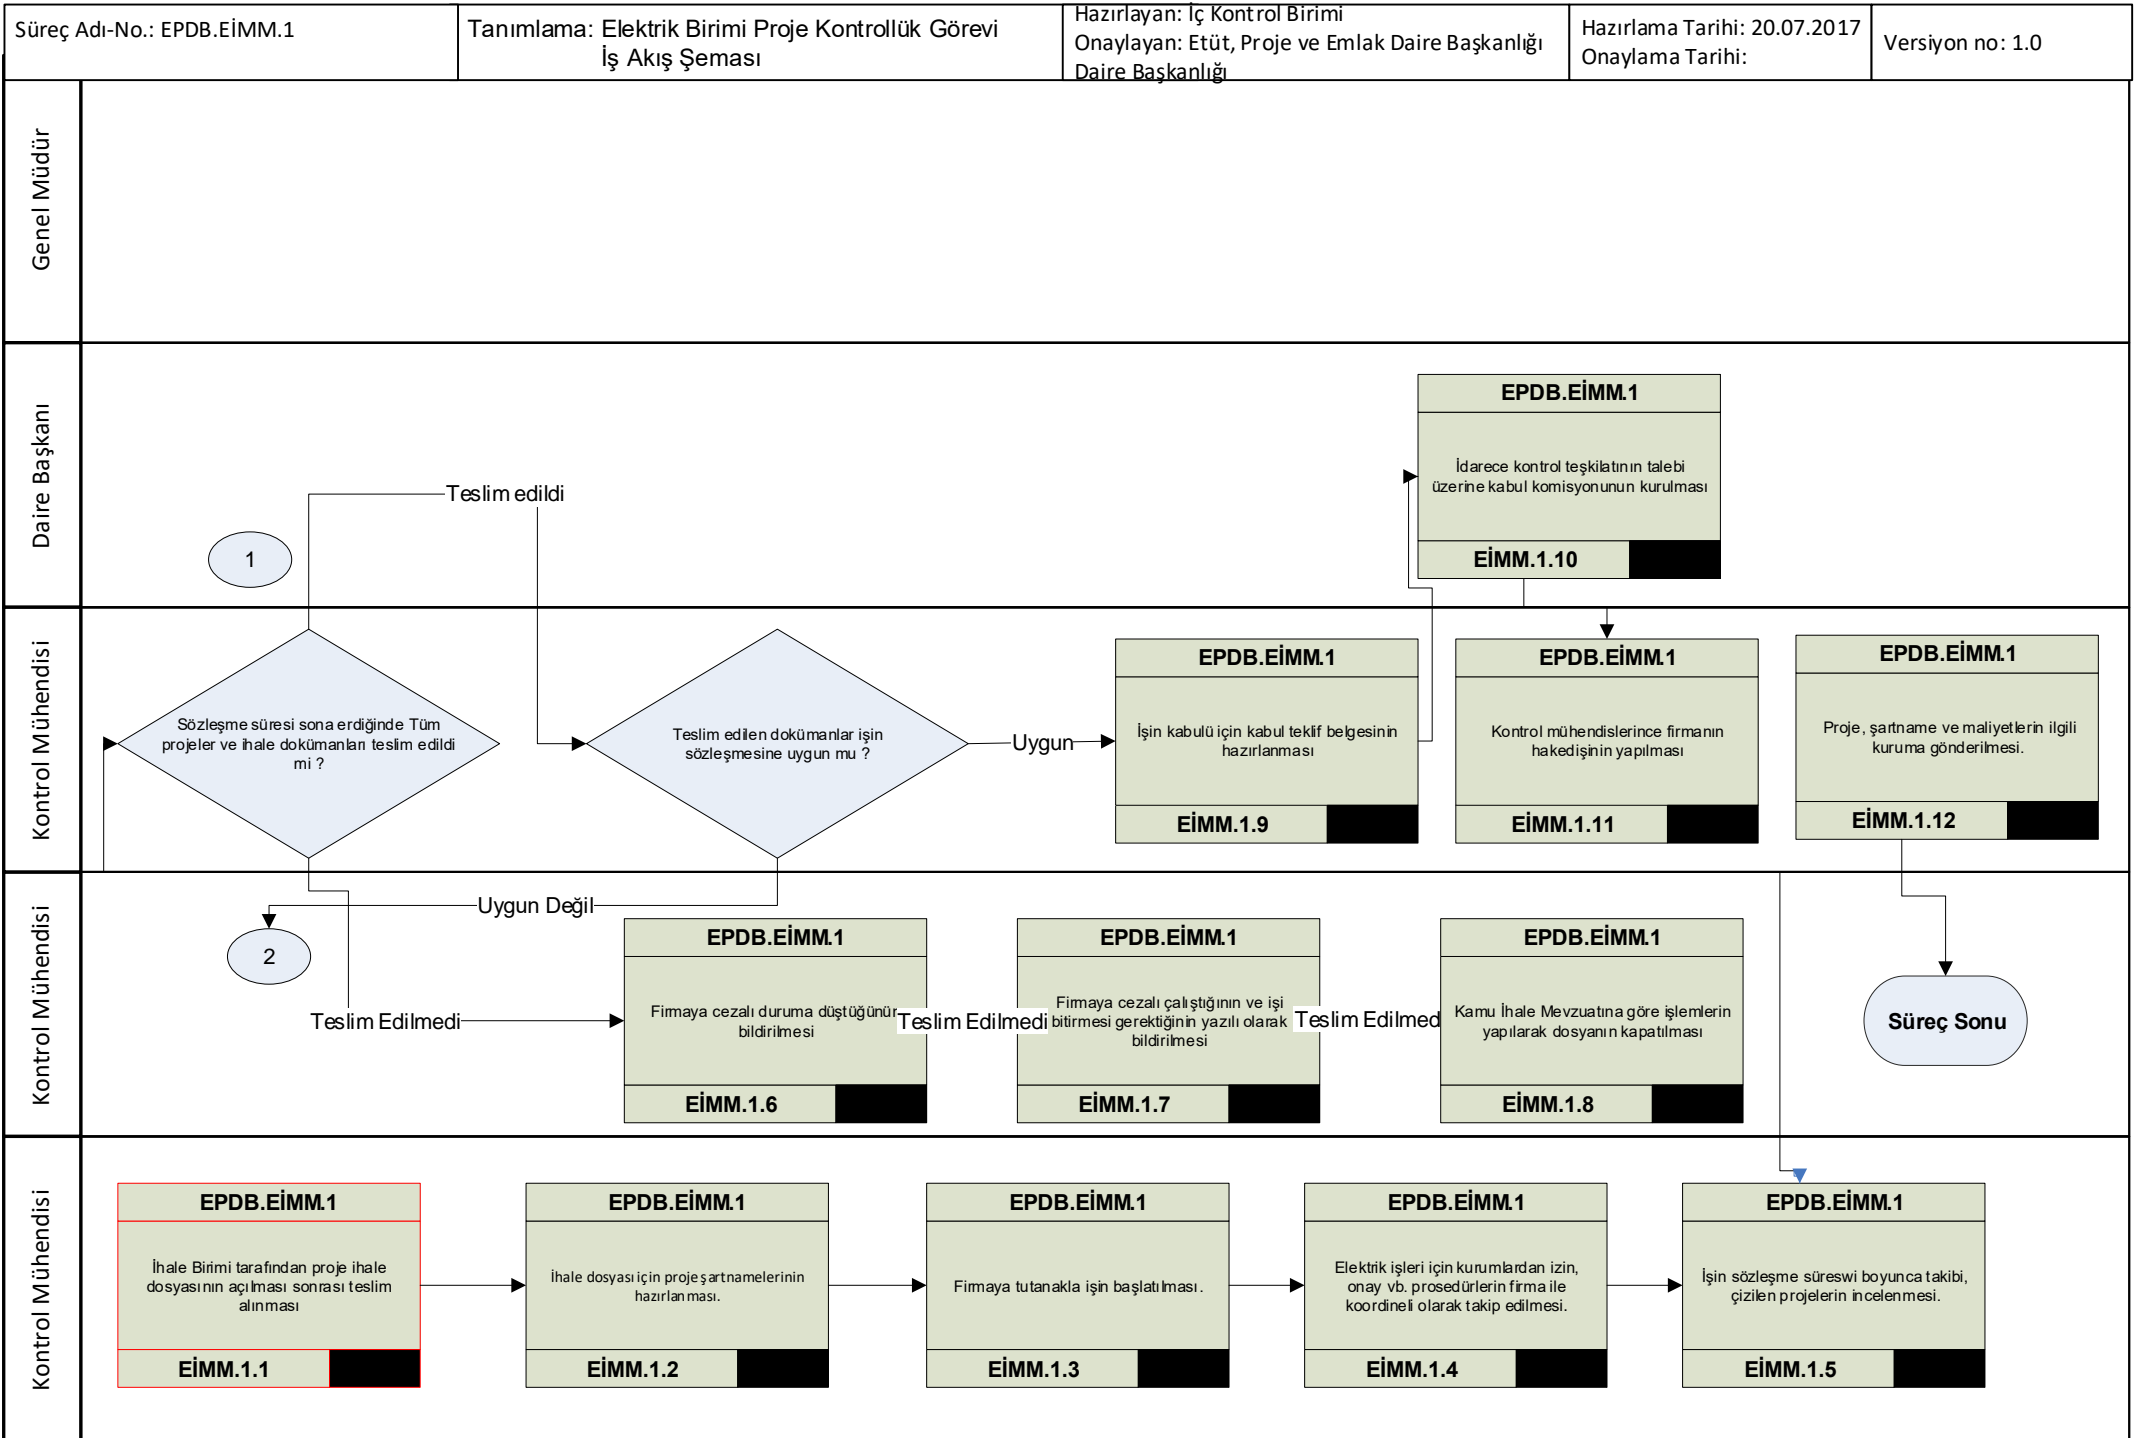 Süreç Adı-No.: EPDB.EİMM.1
Tanımlama: Elektrik Birimi Proje Kontrollük Görevi
İş Akış Şeması
Hazırlayan: İç Kontrol Birimi
Onaylayan: Etüt, Proje ve Emlak Daire Başkanlığı
Daire Başkanlığı
Hazırlama Tarihi: 20.07.2017
Onaylama Tarihi:
Versiyon no: 1.0
Genel Müdür
Daire Başkanı
EPDB.EİMM.1
İdarece kontrol teşkilatının talebi
üzerine kabul komisyonunun kurulması
EİMM.1.10
Teslim edildi
1
Kontrol Mühendisi
Sözleşme süresi sona erdiğinde Tüm
projeler ve ihale dokümanları teslim edildi
mi ?
Teslim edilen dokümanlar işin
sözleşmesine uygun mu ?
Uygun
EPDB.EİMM.1
İşin kabulü için kabul teklif belgesinin
hazırlanması
EİMM.1.9
EPDB.EİMM.1
Kontrol mühendislerince firmanın
hakedişinin yapılması
EİMM.1.11
EPDB.EİMM.1
Proje, şartname ve maliyetlerin ilgili
kuruma gönderilmesi.
EİMM.1.12
Kontrol Mühendisi
Uygun Değil
2
Teslim Edilmedi
EPDB.EİMM.1
Firmaya cezalı duruma düştüğünür
bildirilmesi
EİMM.1.6
Teslim Edilmedi
EPDB.EİMM.1
Firmaya cezalı çalıştığının ve işi
bitirmesi gerektiğinin yazılı olarak
bildirilmesi
EİMM.1.7
Teslim Edilmed
EPDB.EİMM.1
Kamu İhale Mevzuatına göre işlemlerin
yapılarak dosyanın kapatılması
EİMM.1.8
Süreç Sonu
Kontrol Mühendisi
EPDB.EİMM.1
İhale Birimi tarafından proje ihale
dosyasının açılması sonrası teslim
alınması
EİMM.1.1
EPDB.EİMM.1
İhale dosyası için proje şartnamelerinin
hazırlanması.
EİMM.1.2
EPDB.EİMM.1
Firmaya tutanakla işin başlatılması.
EİMM.1.3
EPDB.EİMM.1
Elektrik işleri için kurumlardan izin,
onay vb. prosedürlerin firma ile
koordineli olarak takip edilmesi.
EİMM.1.4
EPDB.EİMM.1
İşin sözleşme süreswi boyunca takibi,
çizilen projelerin incelenmesi.
EİMM.1.5